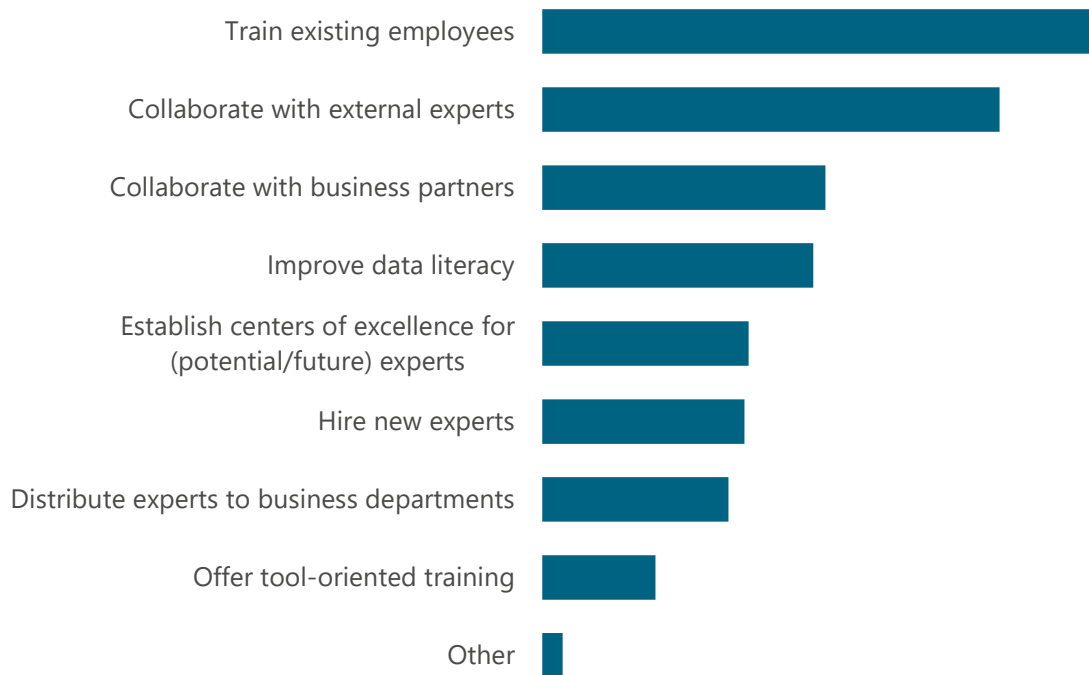 Train existing employees
Collaborate with external experts
Collaborate with business partners
Improve data literacy
Establish centers of excellence for
(potential/future) experts
Hire new experts
Distribute experts to business departments
Offer tool-oriented training
Other